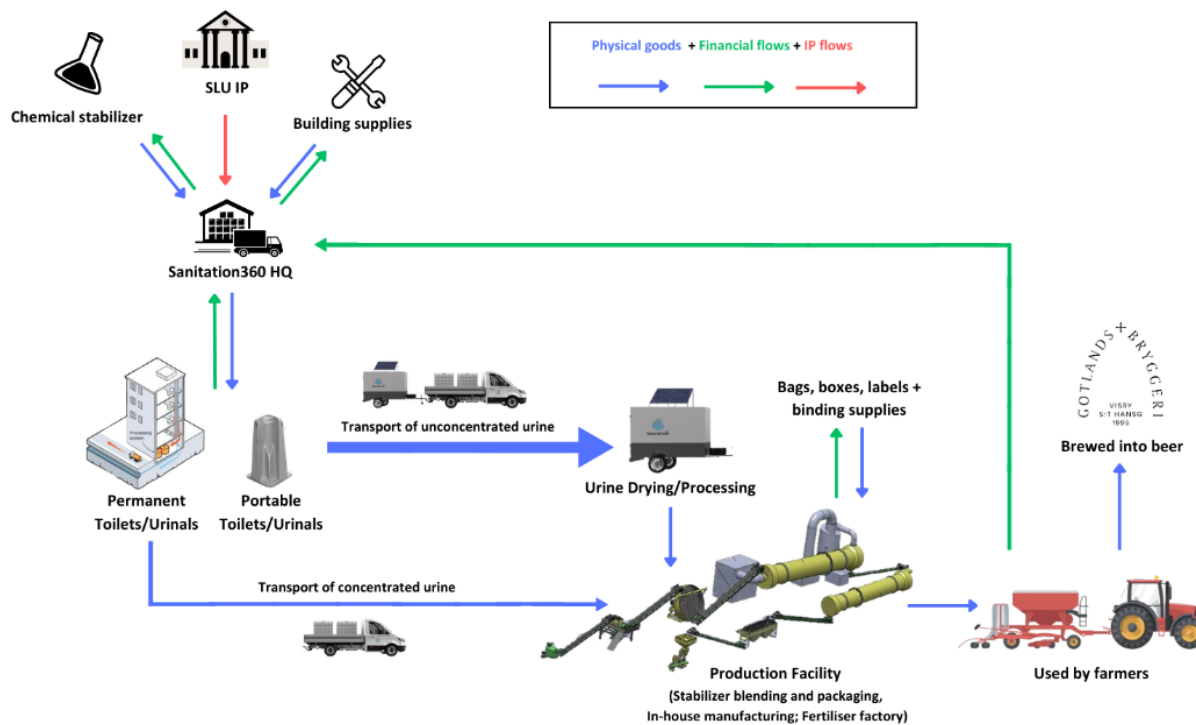 Physical goods + Financial flows + IP flows
SLU IP
Chemical stabilizer
Building supplies
Sanitation360 HQ
Processing system
Transport of unconcentrated urine
Bags, boxes, labels +
binding supplies
GOTLANDS BRYGGERI
VISBY
S:T HANSG
1995
Brewed into beer
Permanent
Toilets/Urinals
Portable
Toilets/Urinals
Urine Drying/Processing
Transport of concentrated urine
Production Facility
(Stabilizer blending and packaging,
In-house manufacturing; Fertiliser factory)
Used by farmers